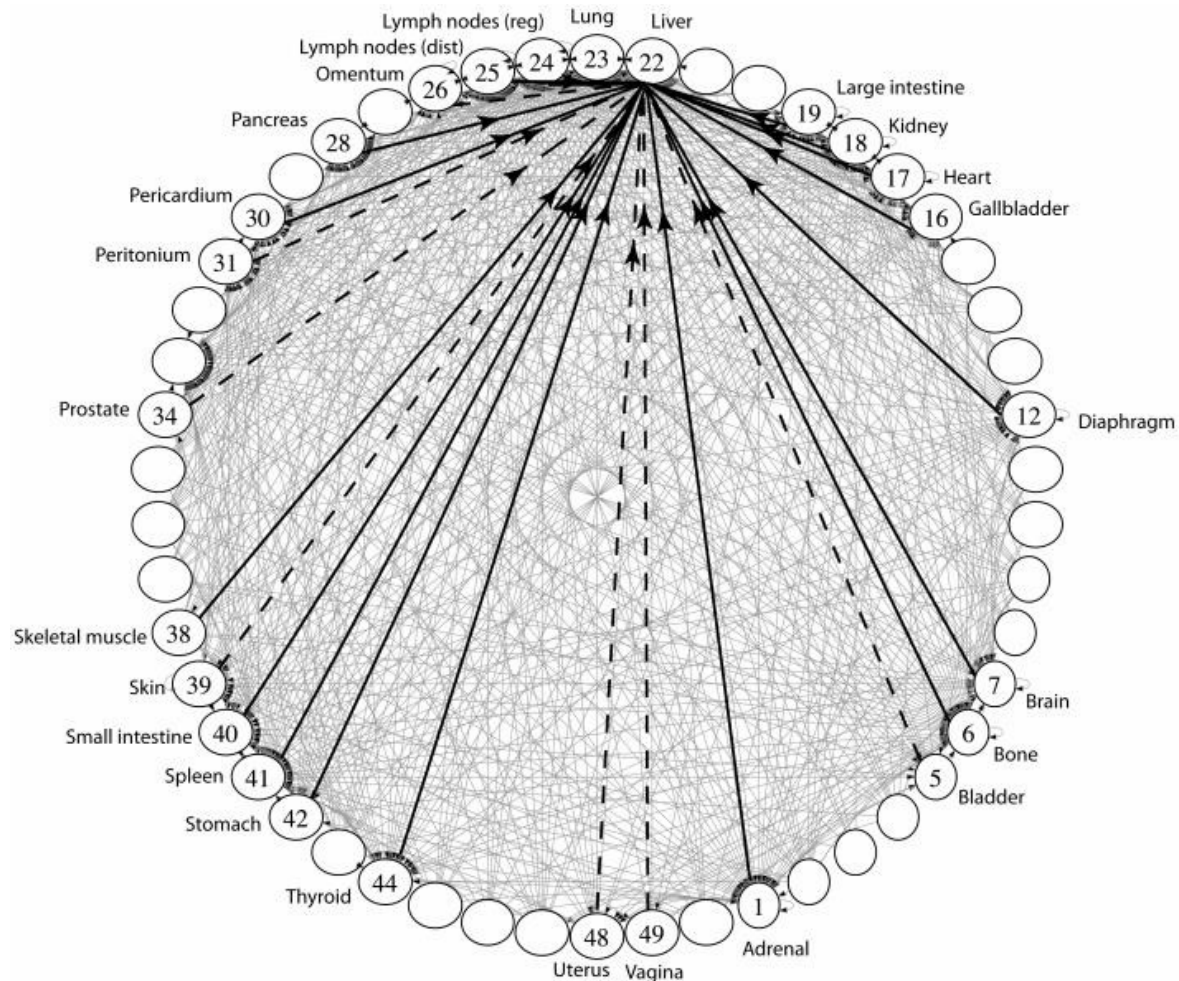 Lung
Liver
Lymph nodes (reg)
Lymph nodes (dist)
Omentum
Pancreas
Pericardium
Peritonium
Prostate
Skeletal muscle
Skin
Small intestine
Spleen
Stomach
Thyroid
Uterus
Vagina
Adrenal
Bladder
Bone
Brain
Diaphragm
Gallbladder
Heart
Kidney
Large intestine
23
22
24
25
26
28
30
31
34
38
39
40
41
42
44
48
49
1
5
6
7
12
16
17
18
19